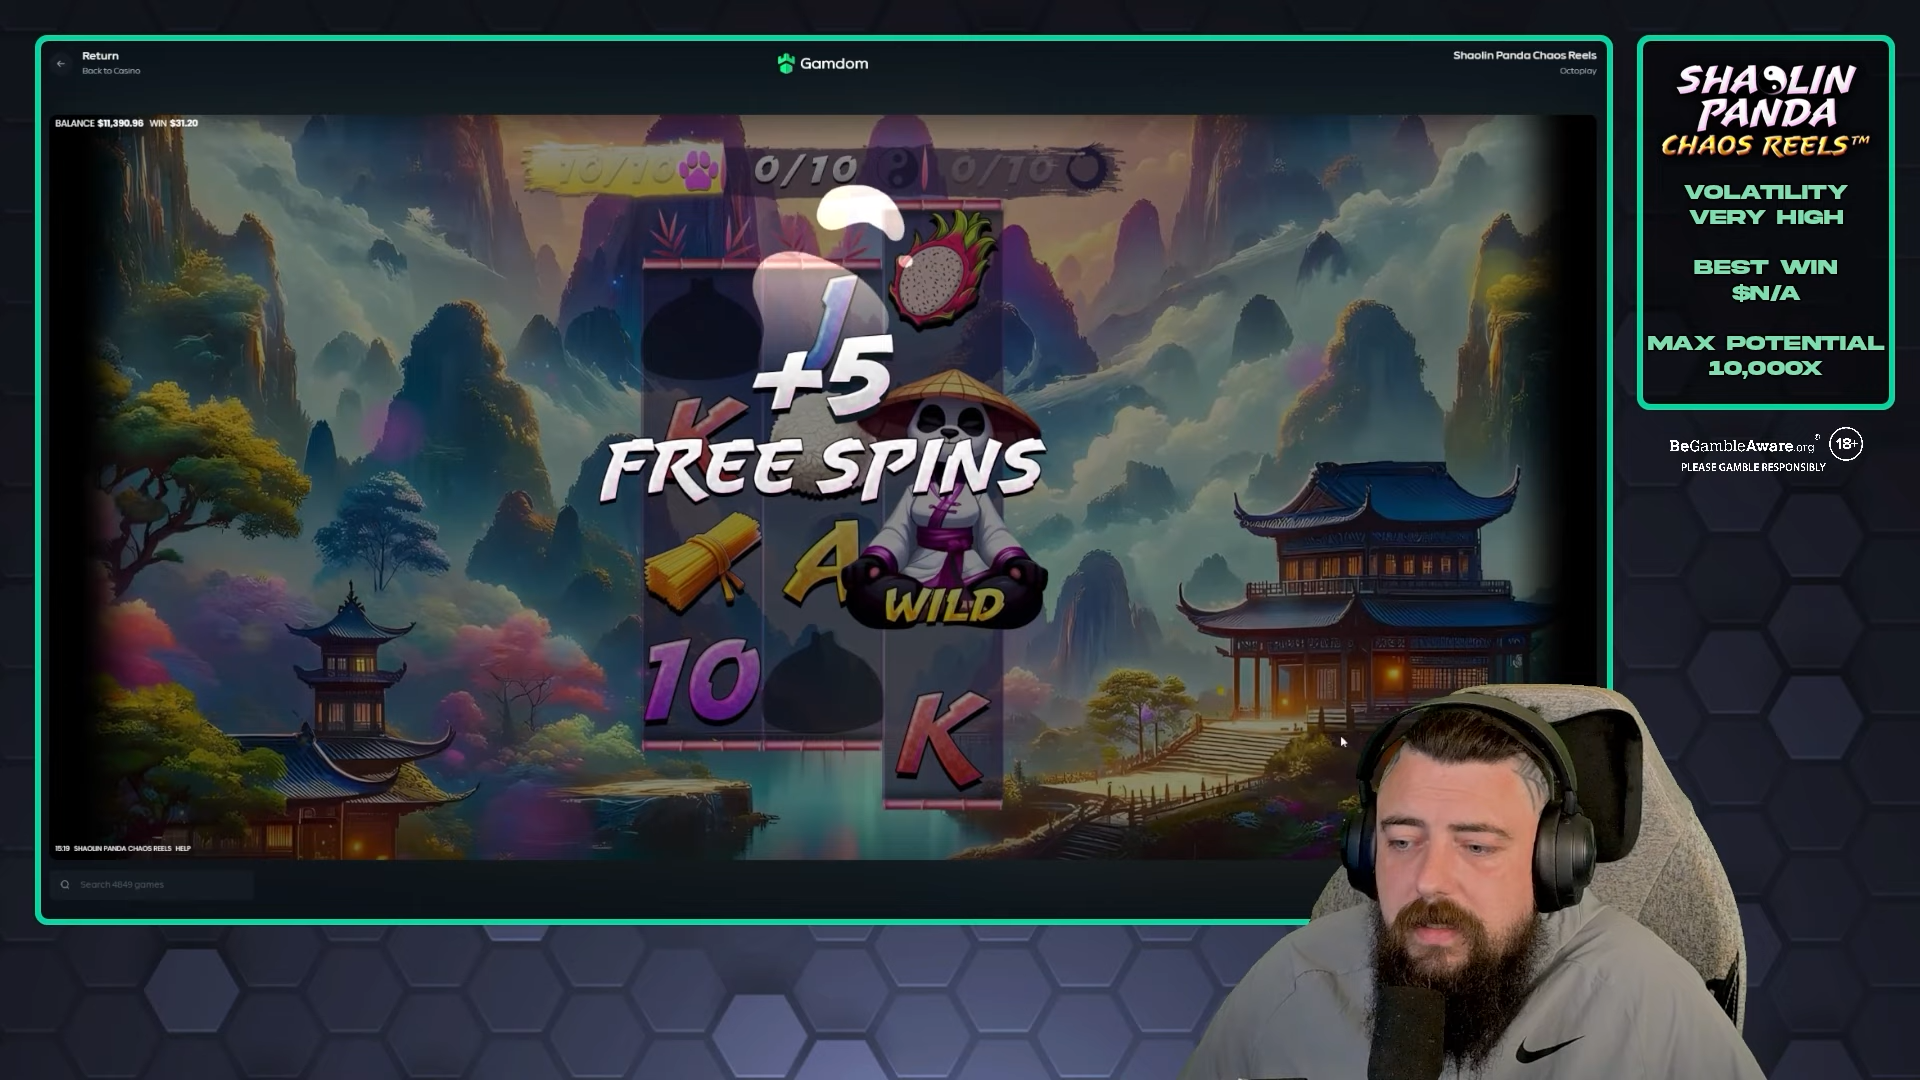 Return
Back to Casino
Gamdom
Shaolin Panda Chaos Reels
Octoplay
BALANCE $11,390.96 WIN $31.20
10/10
0/10
0/10
J
+5
K
FREE SPINS
A
WILD
10
K
15:19 SHAOLIN PANDA CHAOS REELS HELP
Search 4649 games
SHAOLIN
PANDA
CHAOS REELS™
VOLATILITY
VERY HIGH
BEST WIN
$N/A
MAX POTENTIAL
10,000X
BeGambleAware.org®
18+
PLEASE GAMBLE RESPONSIBLY